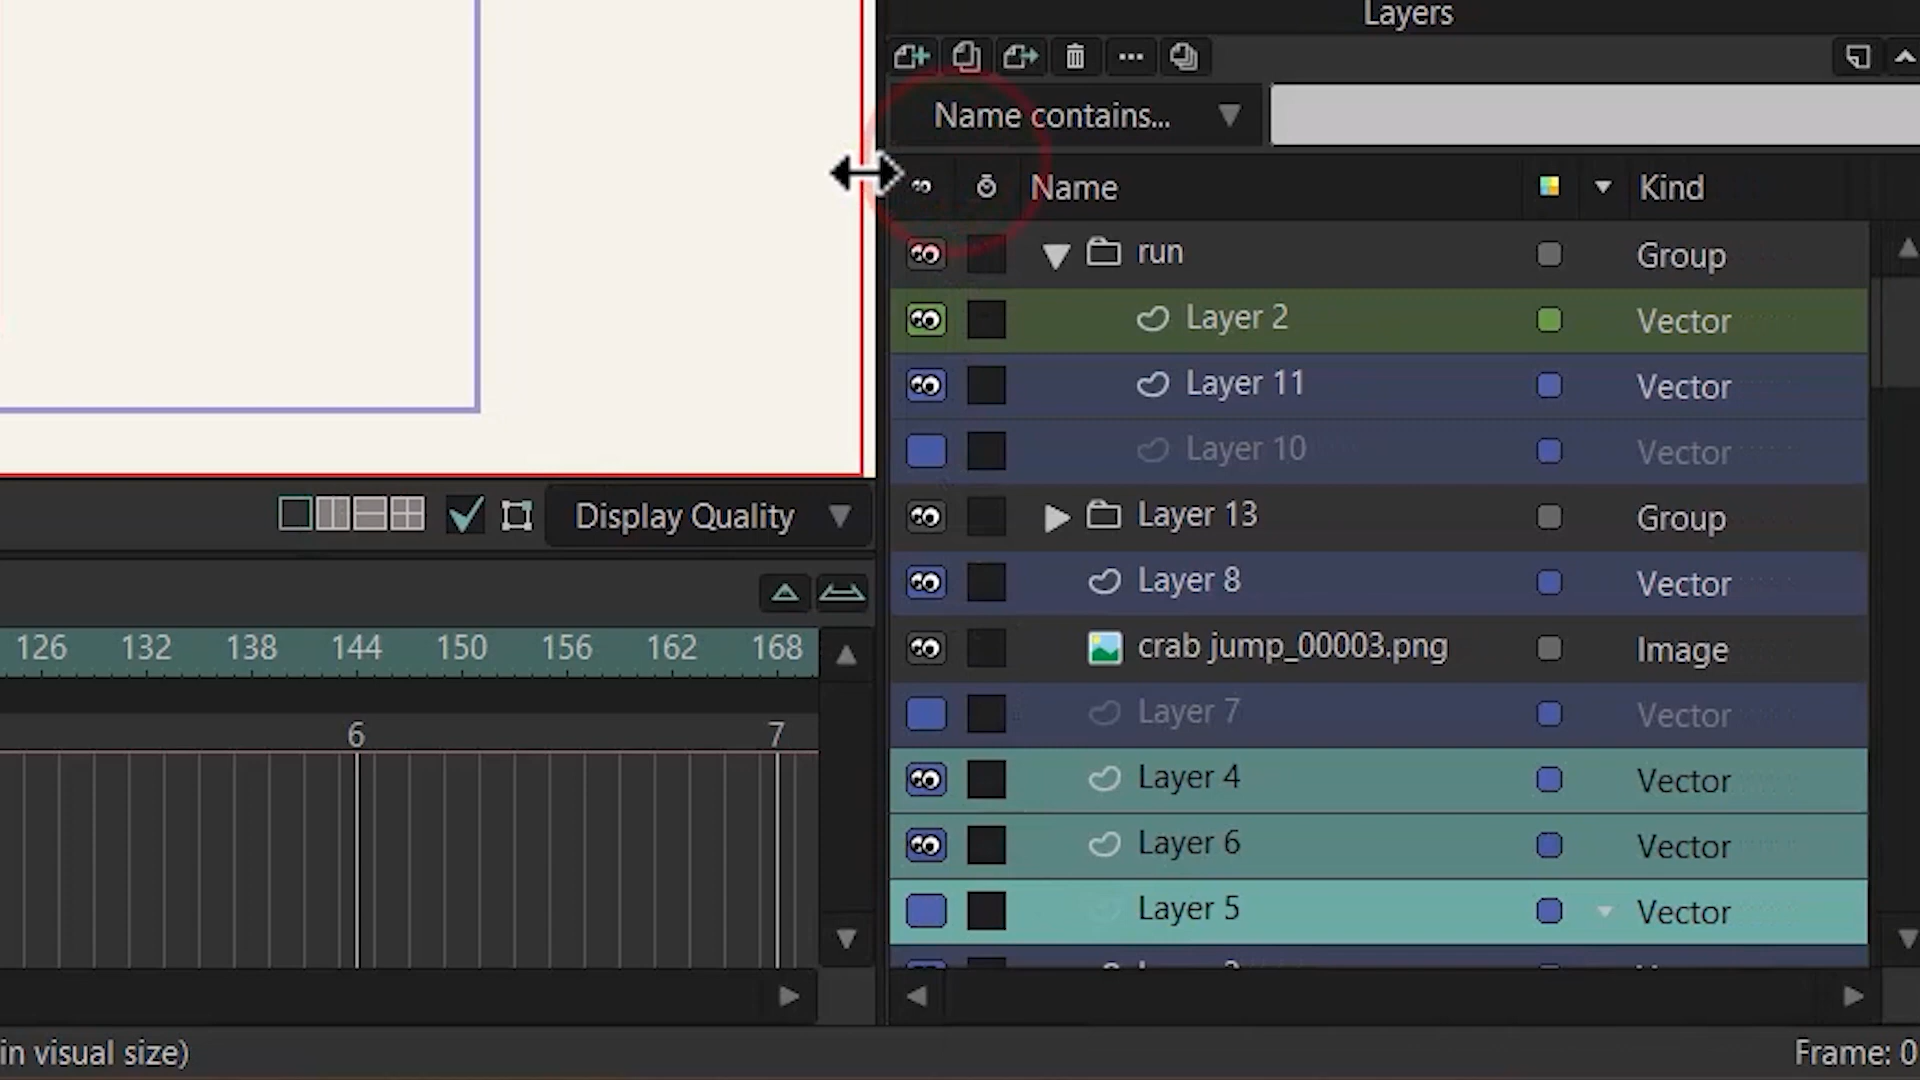 Layers
Name contains...
Name Kind
run Group
Layer 2 Vector
Layer 11 Vector
Layer 10 Vector
Layer 13 Group
Layer 8 Vector
crab jump_00003.png Image
Layer 7 Vector
Layer 4 Vector
Layer 6 Vector
Layer 5 Vector
Display Quality
126 132 138 144 150 156 162 168
6 7
in visual size)
Frame: 0